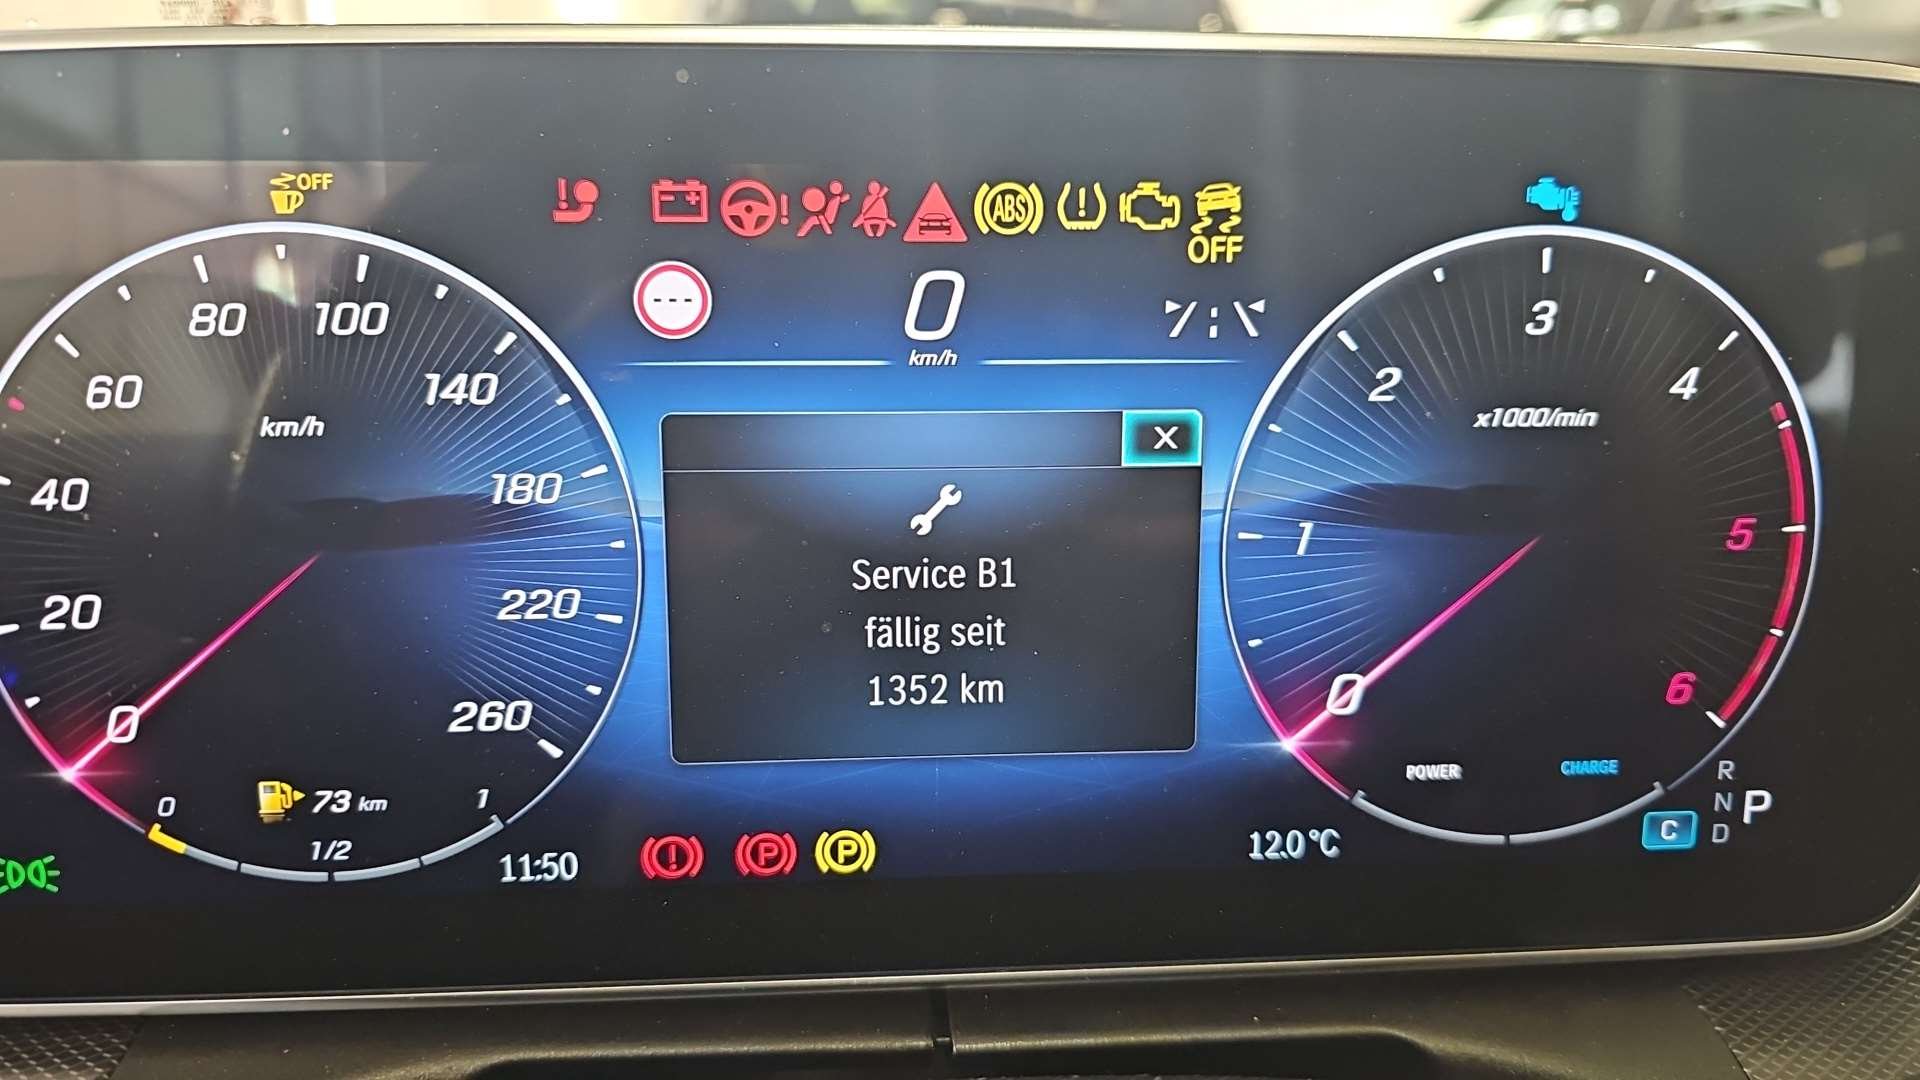 OFF
ABS
OFF
---
0
km/h
0
20
40
60
80
100
140
180
220
260
km/h
0
1/2
1
73 km
11:50
X
Service B1
fällig seit
1352 km
P
P
0
1
2
3
4
5
6
x1000/min
POWER
CHARGE
12.0 °C
C
R
N
D
P